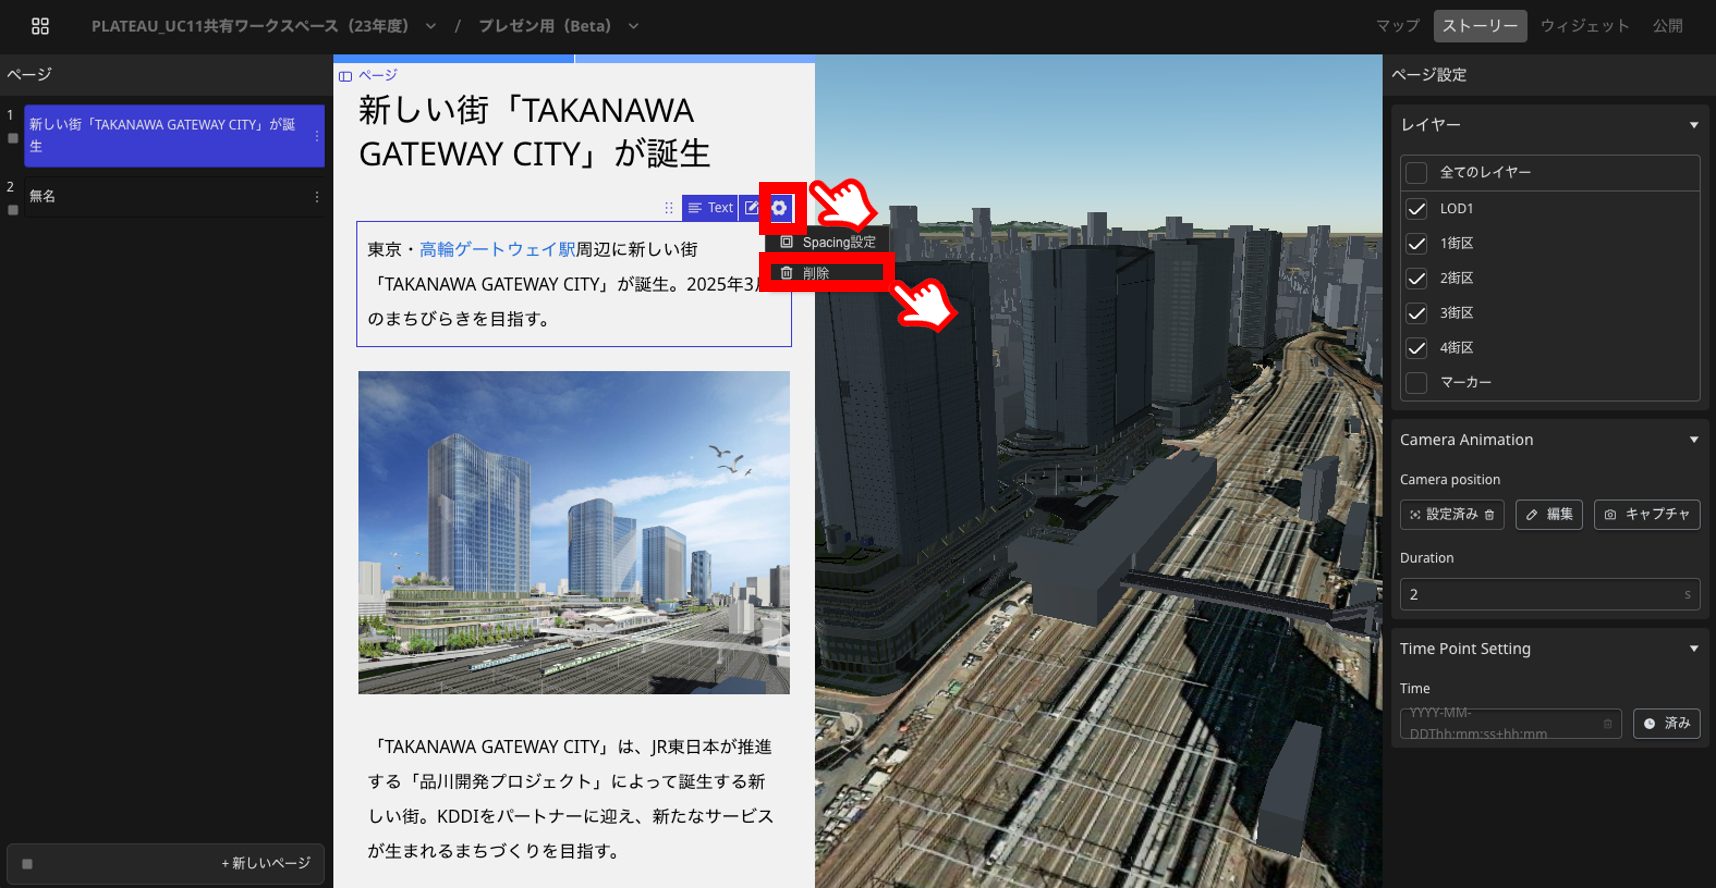 PLATEAU_UC11共有ワークスペース（23年度） / プレゼン用（Beta）
マップ ストーリー ウィジェット 公開
ページ
1
新しい街「TAKANAWA GATEWAY CITY」が誕
生
2
無名
+ 新しいページ
ページ
新しい街「TAKANAWA
GATEWAY CITY」が誕生
Text
Spacing設定
削除
東京・高輪ゲートウェイ駅周辺に新しい街
「TAKANAWA GATEWAY CITY」が誕生。2025年3月
のまちびらきを目指す。
「TAKANAWA GATEWAY CITY」は、JR東日本が推進
する「品川開発プロジェクト」によって誕生する新
しい街。KDDIをパートナーに迎え、新たなサービス
が生まれるまちづくりを目指す。
ページ設定
レイヤー
全てのレイヤー
LOD1
1街区
2街区
3街区
4街区
マーカー
Camera Animation
Camera position
設定済み 編集 キャプチャ
Duration
2 s
Time Point Setting
Time
YYYY-MM-
DDThh:mm:ss±hh:mm
済み